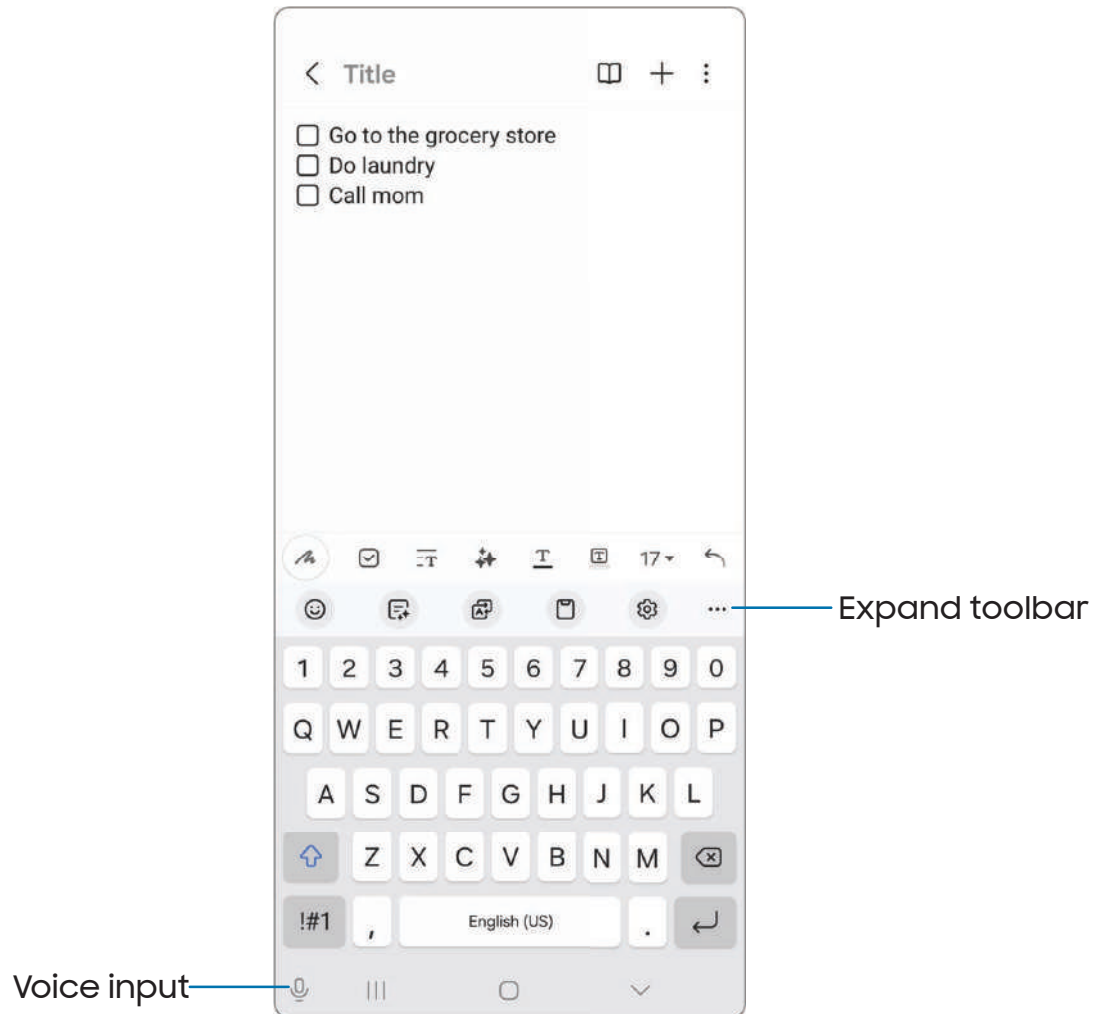 Title
Go to the grocery store
Do laundry
Call mom
17
Expand toolbar
1 2 3 4 5 6 7 8 9 0
Q W E R T Y U I O P
A S D F G H J K L
Z X C V B N M
!#1 , English (US) .
Voice input